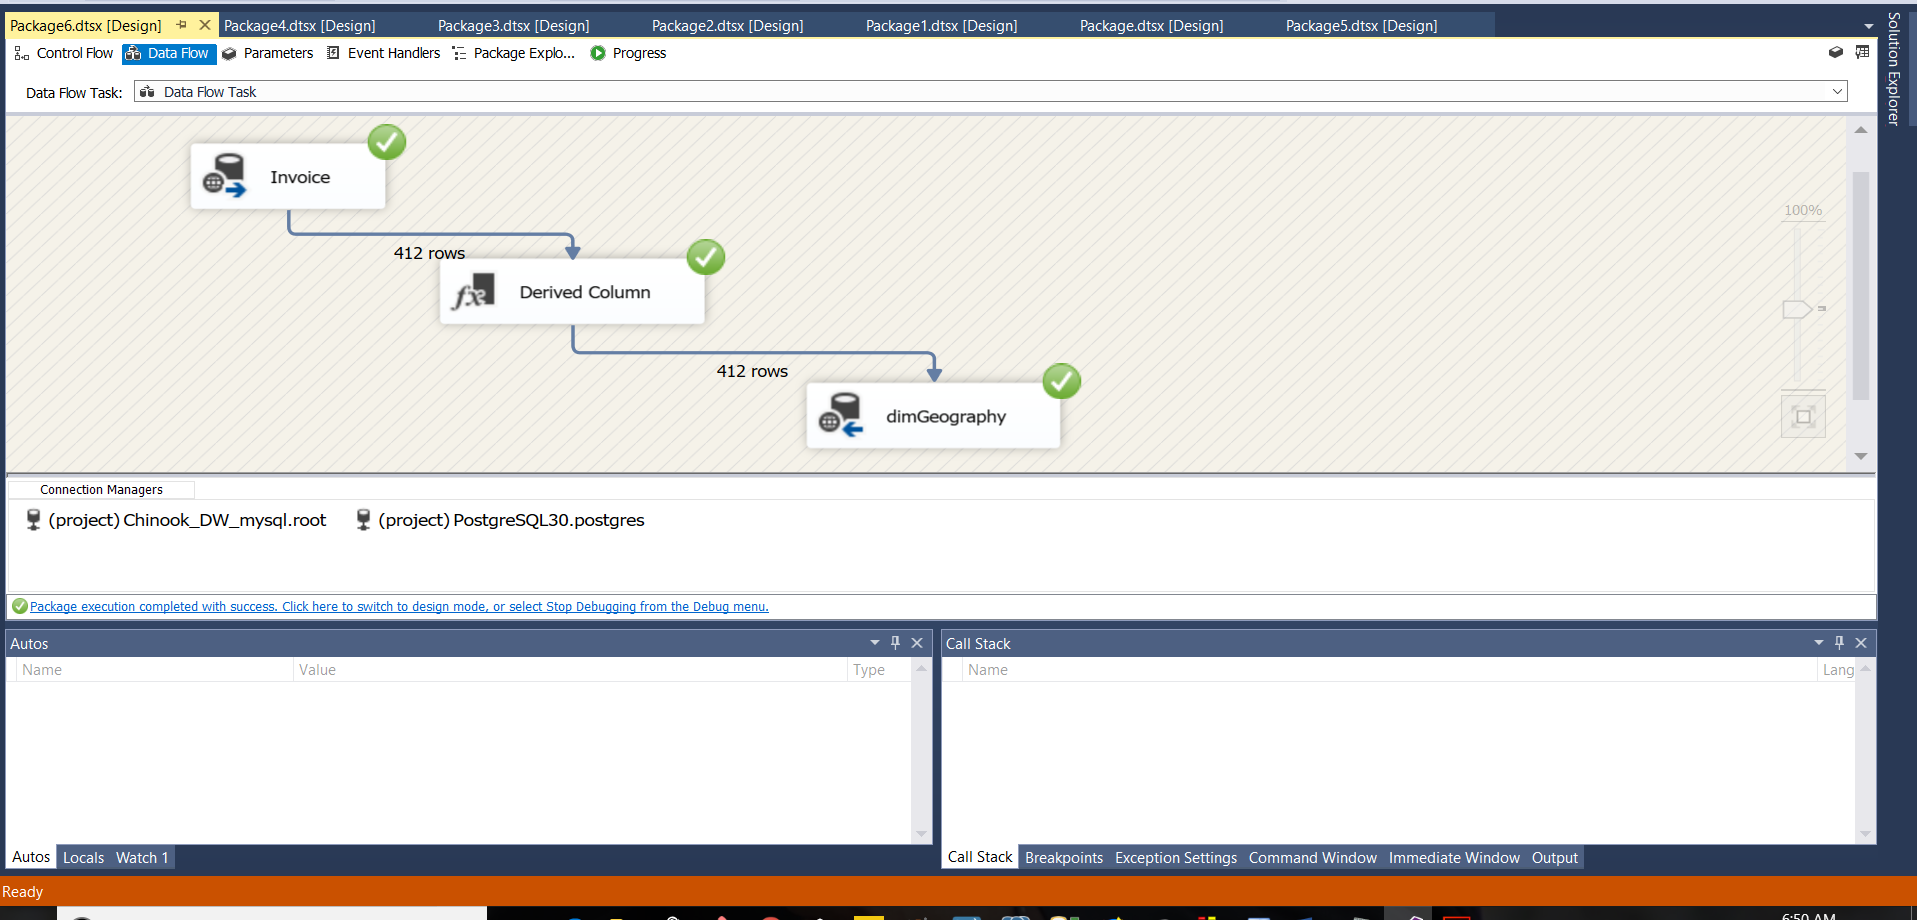 Package6.dtsx [Design] Package4.dtsx [Design] Package3.dtsx [Design] Package2.dtsx [Design] Package1.dtsx [Design] Package.dtsx [Design] Package5.dtsx [Design]
Solution Explorer
Control Flow Data Flow Parameters Event Handlers Package Explo... Progress
Data Flow Task: Data Flow Task
Invoice
412 rows
Derived Column
412 rows
dimGeography
100%
Connection Managers
(project) Chinook_DW_mysql.root (project) PostgreSQL30.postgres
Package execution completed with success. Click here to switch to design mode, or select Stop Debugging from the Debug menu.
Autos
Name Value Type
Autos Locals Watch 1
Call Stack
Name Lang
Call Stack Breakpoints Exception Settings Command Window Immediate Window Output
Ready
6:50 AM